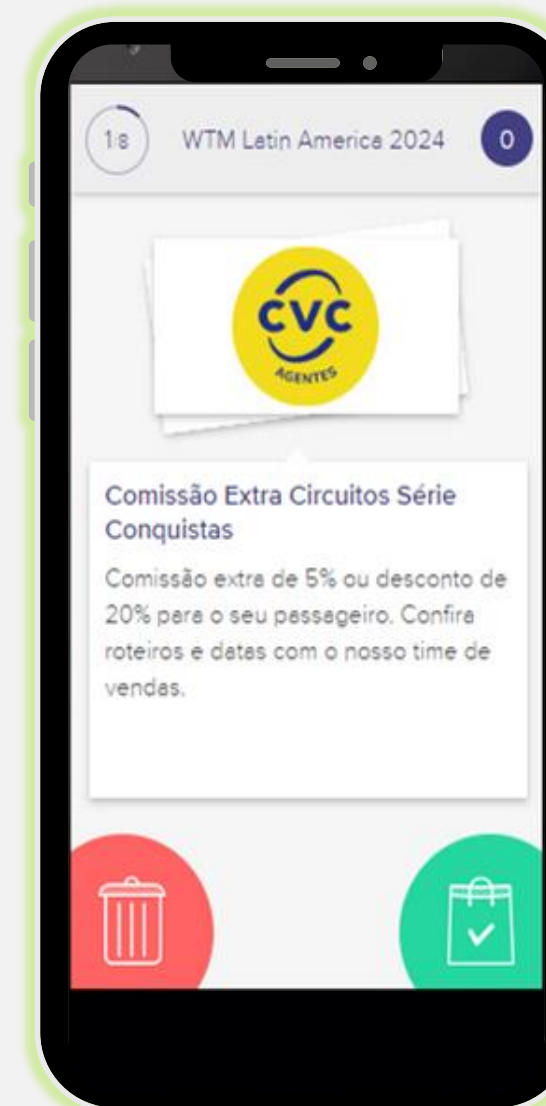 1/8
WTM Latin America 2024
0
CVC
AGENTES
Comissão Extra Circuitos Série
Conquistas
Comissão extra de 5% ou desconto de
20% para o seu passageiro. Confira
roteiros e datas com o nosso time de
vendas.